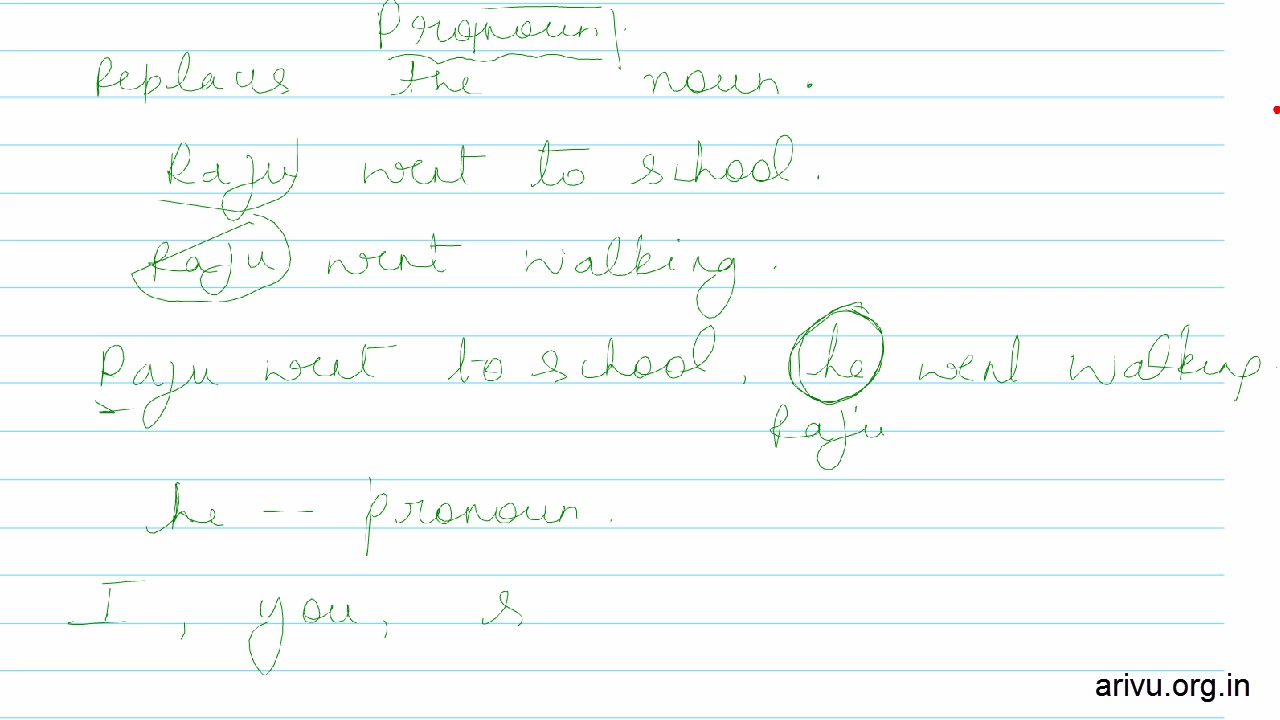 Pronoun
Replaces the noun.
Raju went to school.
Raju went walking.
Raju went to school, he went walking.
Raju
he -- pronoun.
I, you, s
arivu.org.in